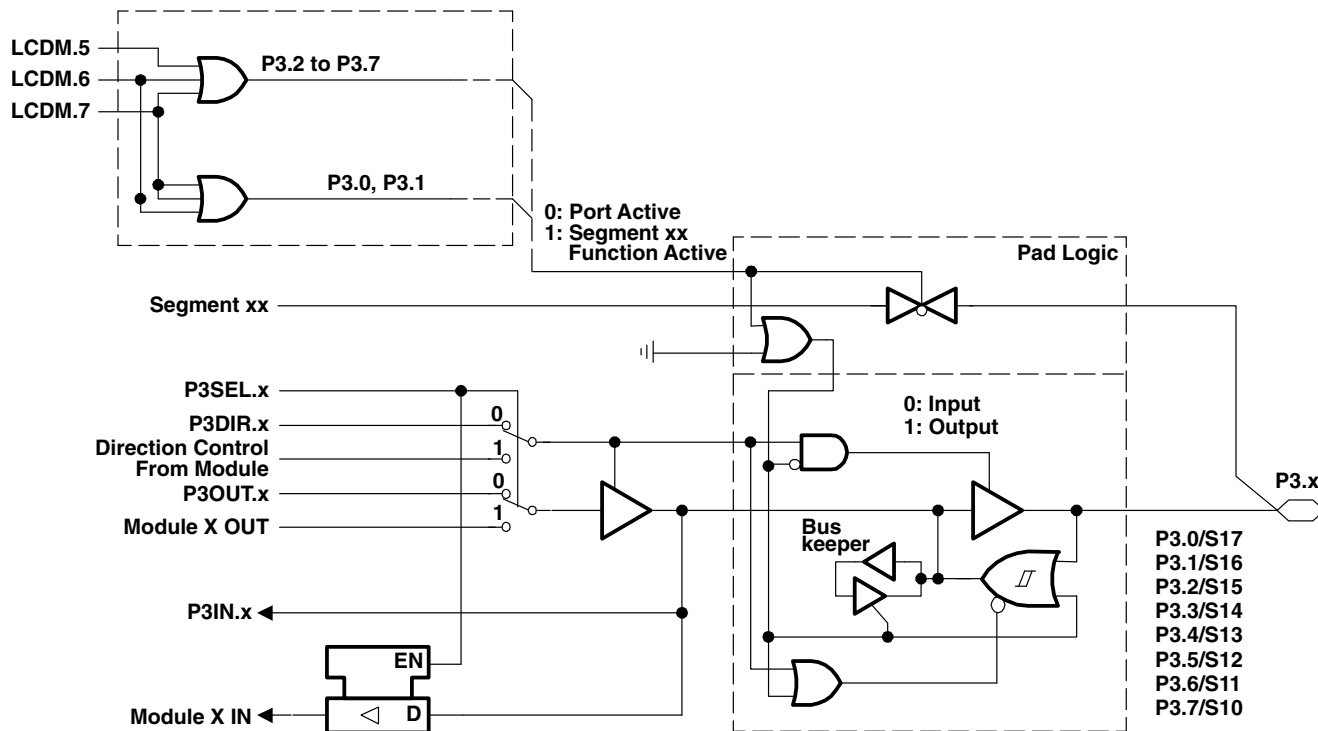 LCDM.5
LCDM.6
LCDM.7
P3.2 to P3.7
P3.0, P3.1
0: Port Active
1: Segment xx
Function Active
Pad Logic
Segment xx
P3SEL.x
P3DIR.x
Direction Control
From Module
P3OUT.x
Module X OUT
0
1
0
1
0: Input
1: Output
Bus
keeper
P3.x
P3.0/S17
P3.1/S16
P3.2/S15
P3.3/S14
P3.4/S13
P3.5/S12
P3.6/S11
P3.7/S10
P3IN.x
EN
D
Module X IN